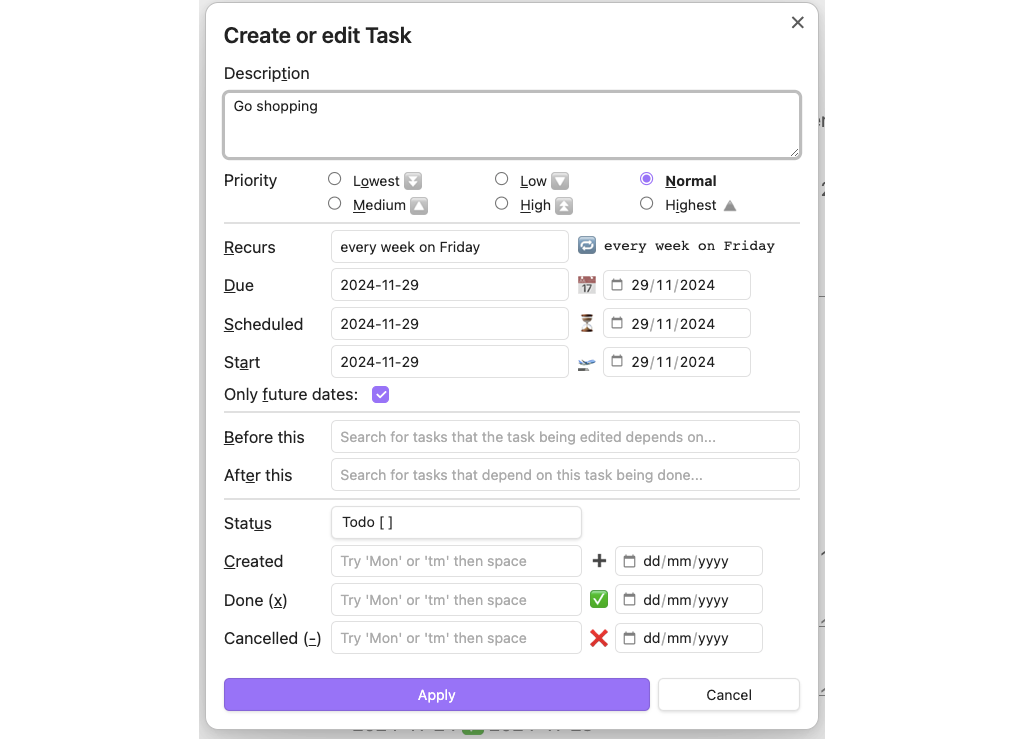 Create or edit Task
Description
Go shopping
Priority Lowest Low Normal
Medium High Highest
Recurs every week on Friday every week on Friday
Due 2024-11-29 29/11/2024
Scheduled 2024-11-29 29/11/2024
Start 2024-11-29 29/11/2024
Only future dates:
Before this Search for tasks that the task being edited depends on...
After this Search for tasks that depend on this task being done...
Status Todo [ ]
Created Try 'Mon' or 'tm' then space dd/mm/yyyy
Done (x) Try 'Mon' or 'tm' then space dd/mm/yyyy
Cancelled (-) Try 'Mon' or 'tm' then space dd/mm/yyyy
Apply Cancel